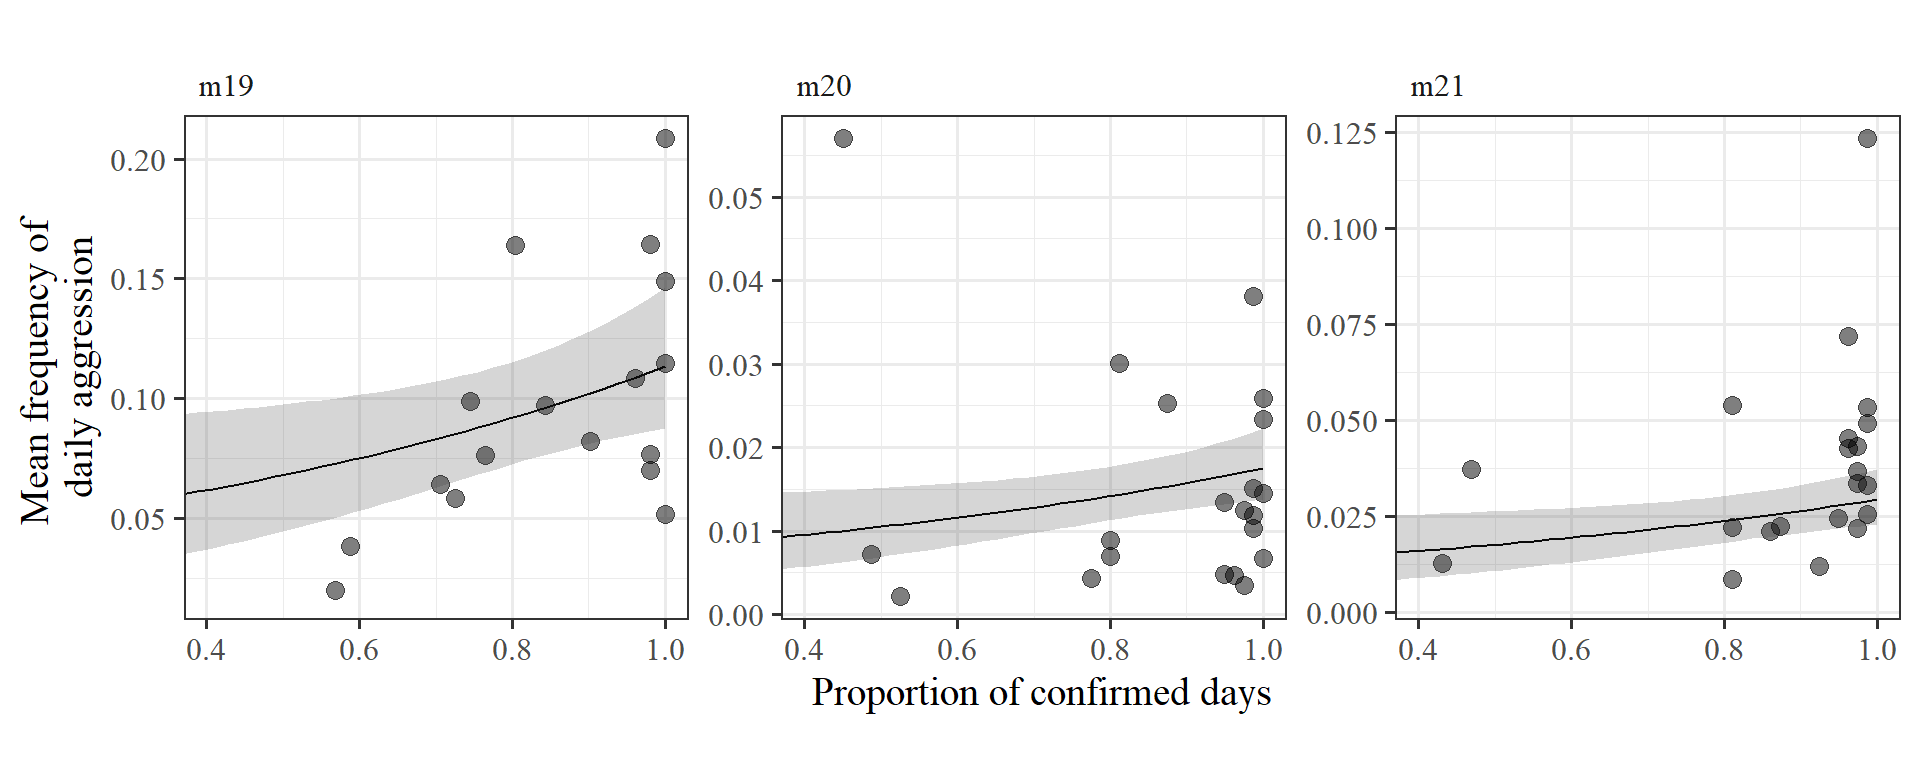 m19 m20 m21
Mean frequency of
daily aggression
0.20
0.15
0.10
0.05
0.4 0.6 0.8 1.0
0.05
0.04
0.03
0.02
0.01
0.00
0.4 0.6 0.8 1.0
0.125
0.100
0.075
0.050
0.025
0.000
0.4 0.6 0.8 1.0
Proportion of confirmed days